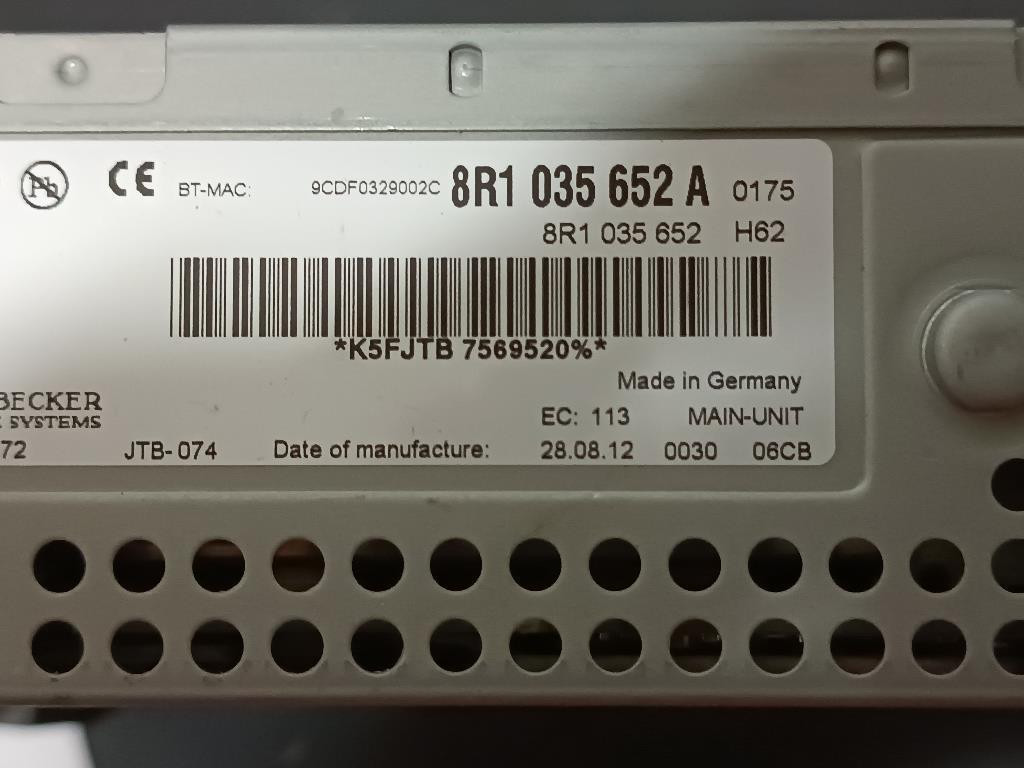 Pb CE BT-MAC: 9CDF0329002C 8R1 035 652 A 0175
8R1 035 652 H62
*K5FJTB 7569520%*
Made in Germany
BECKER EC: 113 MAIN-UNIT
SYSTEMS
72 JTB-074 Date of manufacture: 28.08.12 0030 06CB